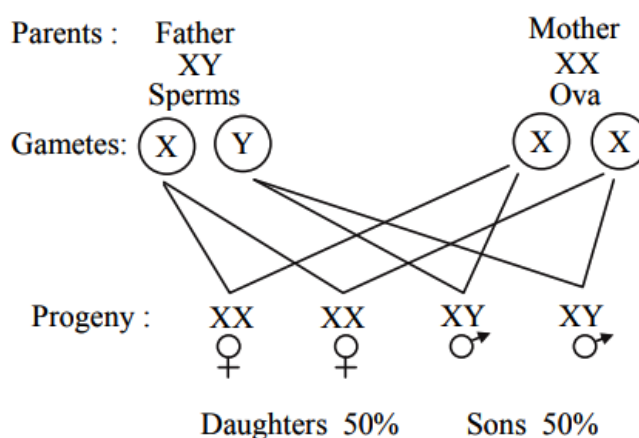 Parents : Father Mother
XY XX
Sperms Ova
Gametes: X Y X X
Progeny : XX XX XY XY
Daughters 50% Sons 50%